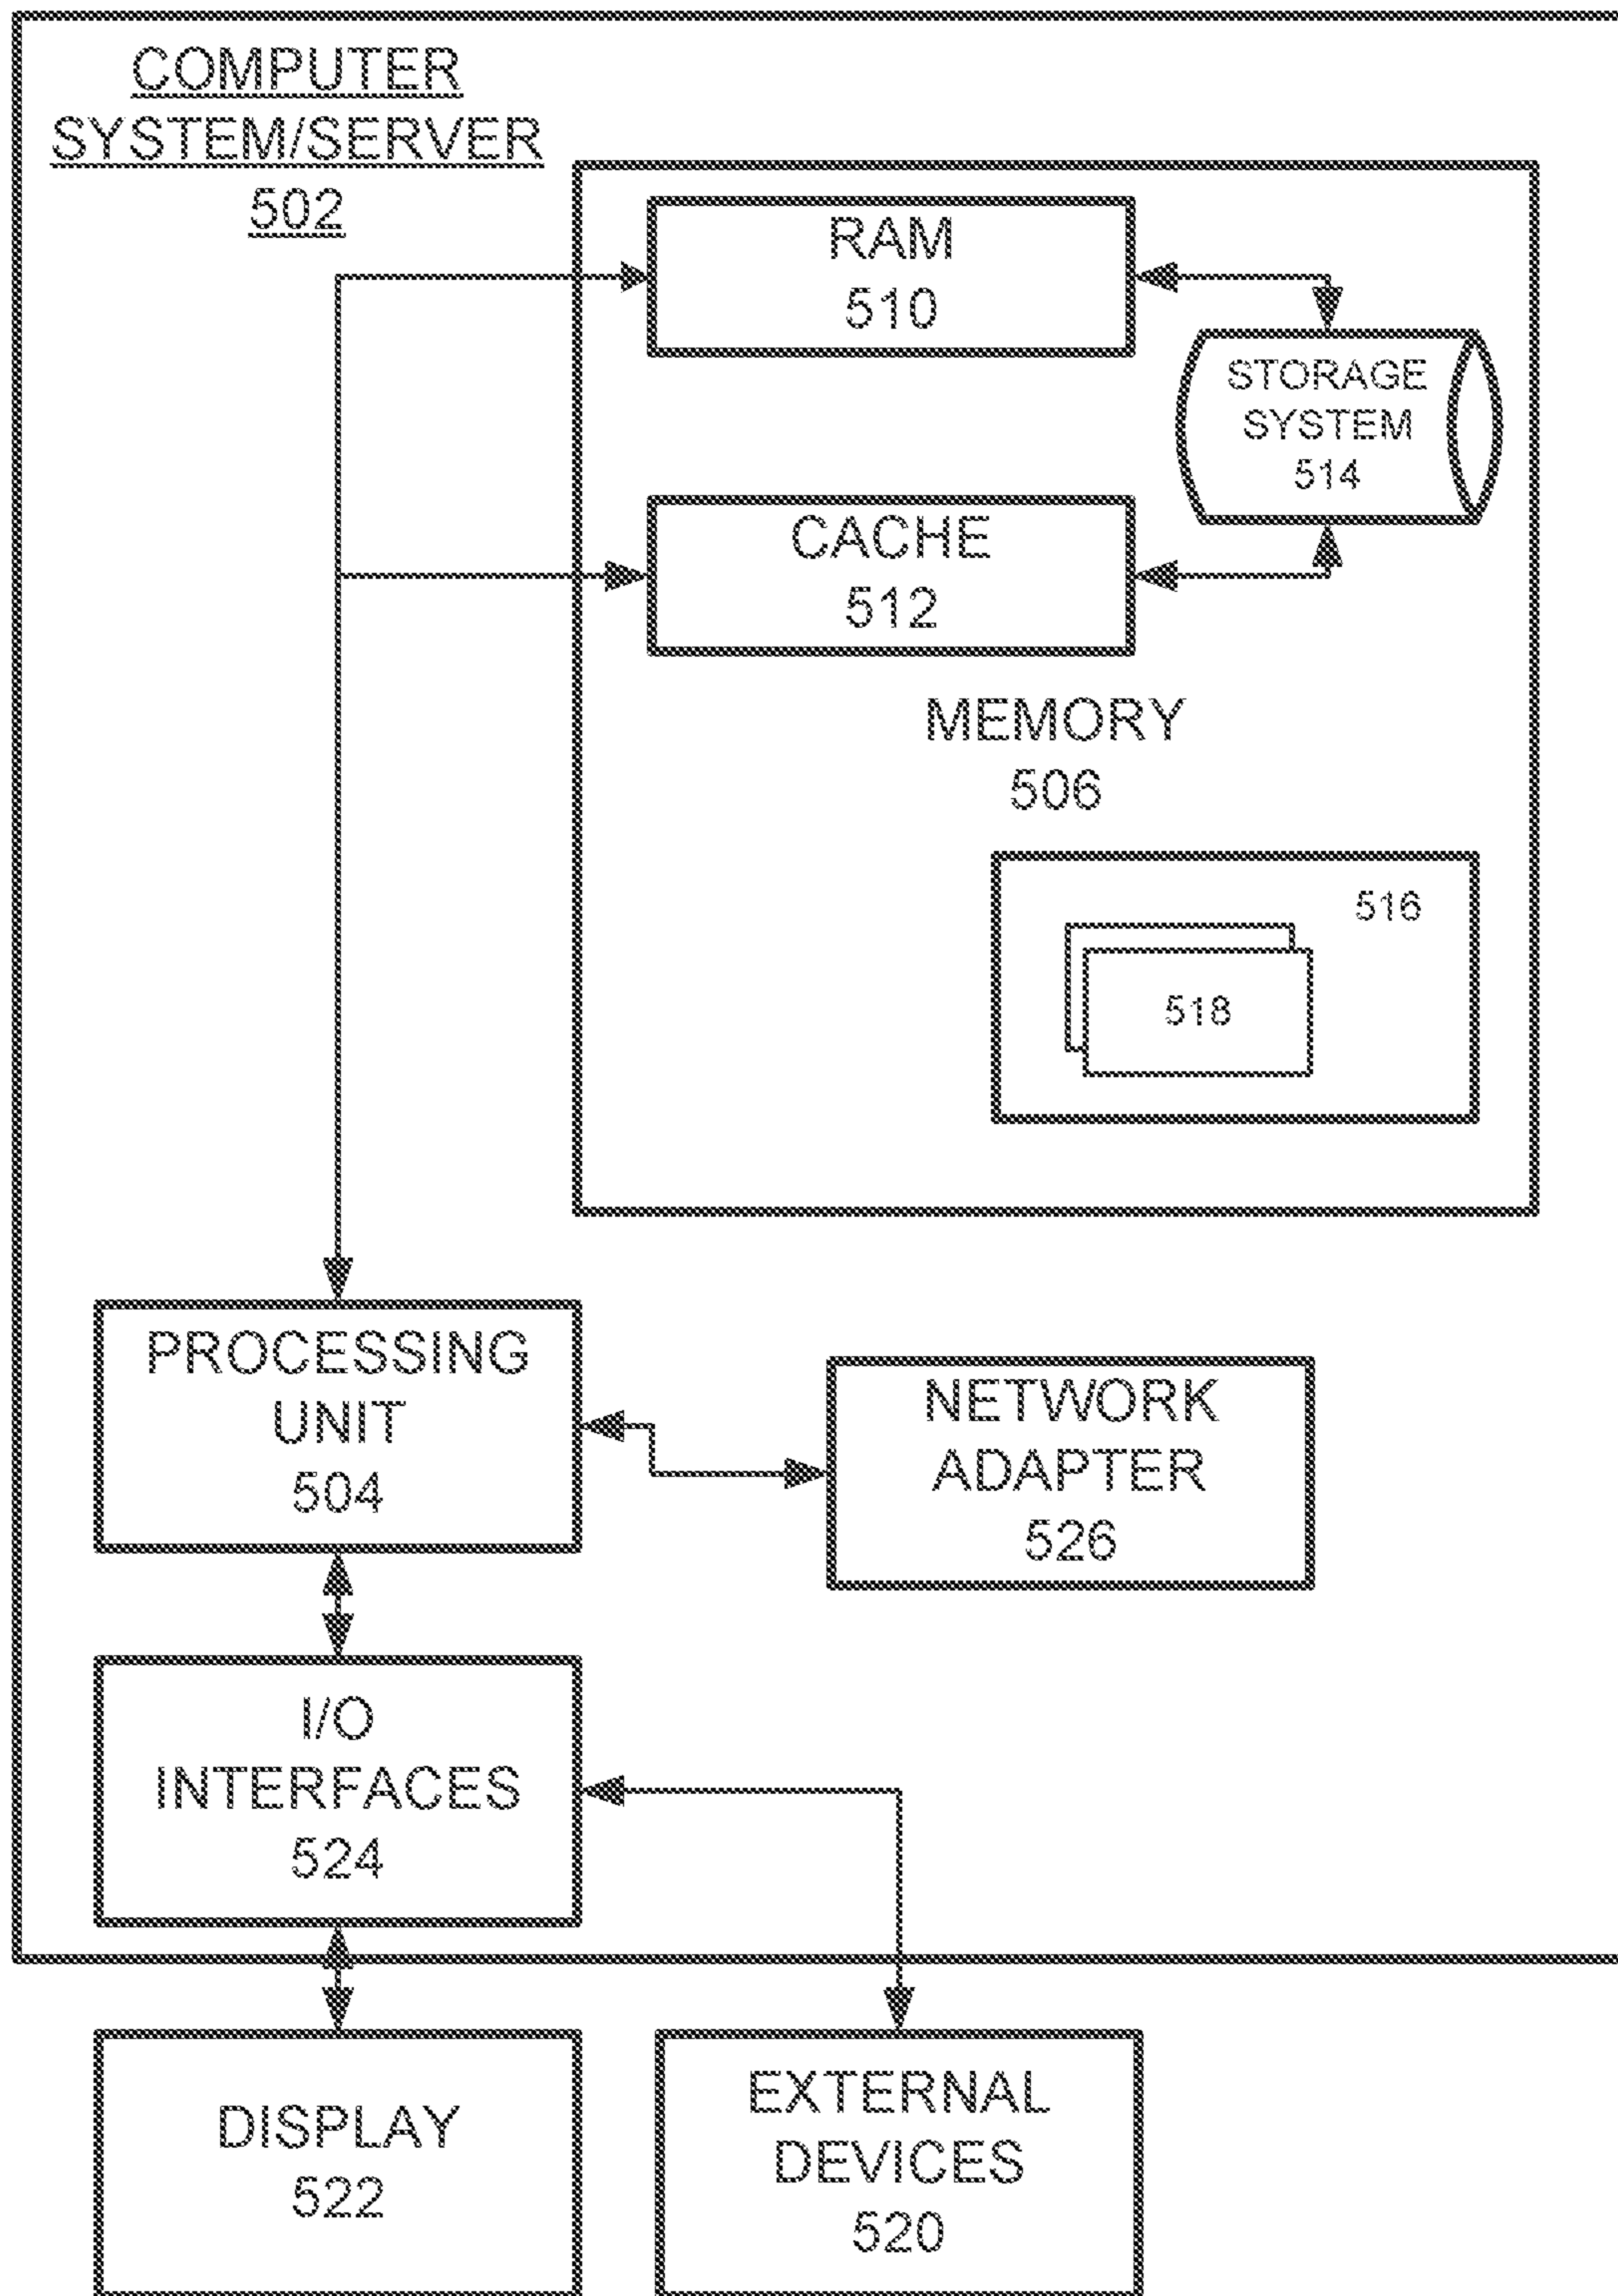 COMPUTER
SYSTEM/SERVER
502
RAM
510
STORAGE
SYSTEM
514
CACHE
512
MEMORY
506
516
518
PROCESSING
UNIT
504
NETWORK
ADAPTER
526
I/O
INTERFACES
524
DISPLAY
522
EXTERNAL
DEVICES
520